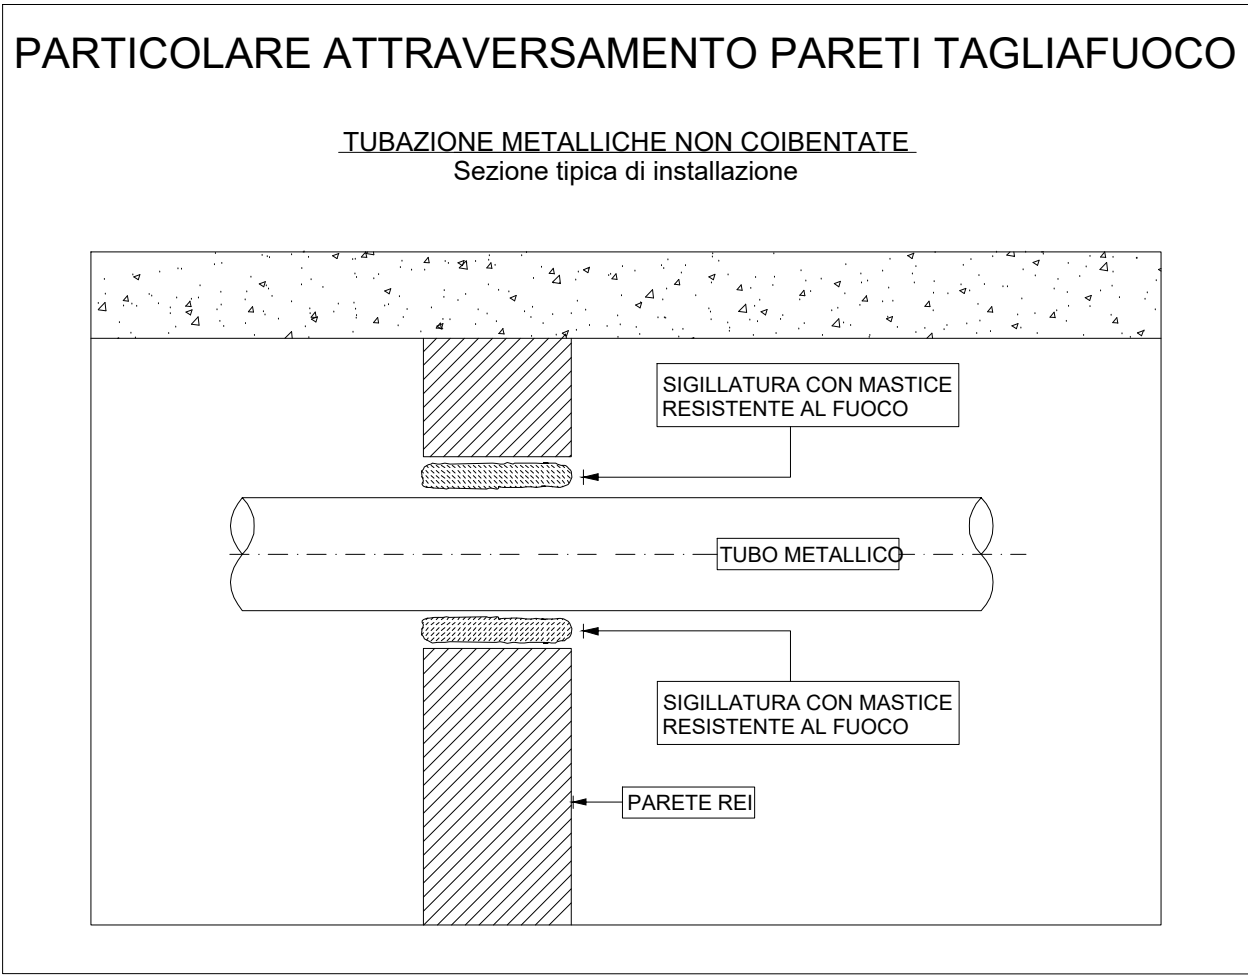 PARTICOLARE ATTRAVERSAMENTO PARETI TAGLIAFUOCO
TUBAZIONE METALLICHE NON COIBENTATE
Sezione tipica di installazione
SIGILLATURA CON MASTICE
RESISTENTE AL FUOCO
TUBO METALLICO
SIGILLATURA CON MASTICE
RESISTENTE AL FUOCO
PARETE REI